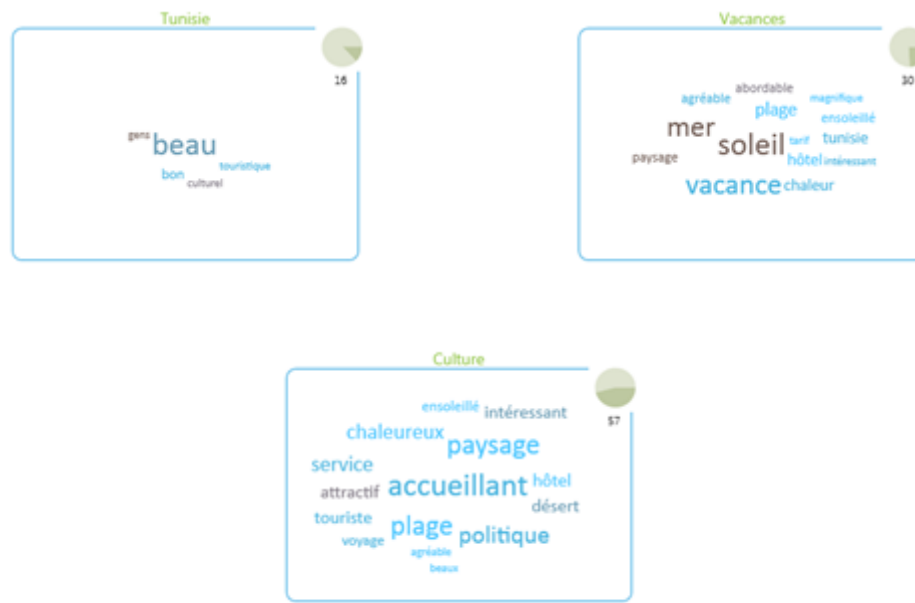 Tunisie
16
gens
beau
touristique
bon
culturel
Vacances
30
abordable
agréable
magnifique
plage
ensoleillé
mer
soleil
tarif
tunisie
paysage
hôtel
intéressant
vacance
chaleur
Culture
57
ensoleillé
intéressant
chaleureux
paysage
service
accueillant
hôtel
attractif
désert
touriste
plage
politique
voyage
agréable
beaux